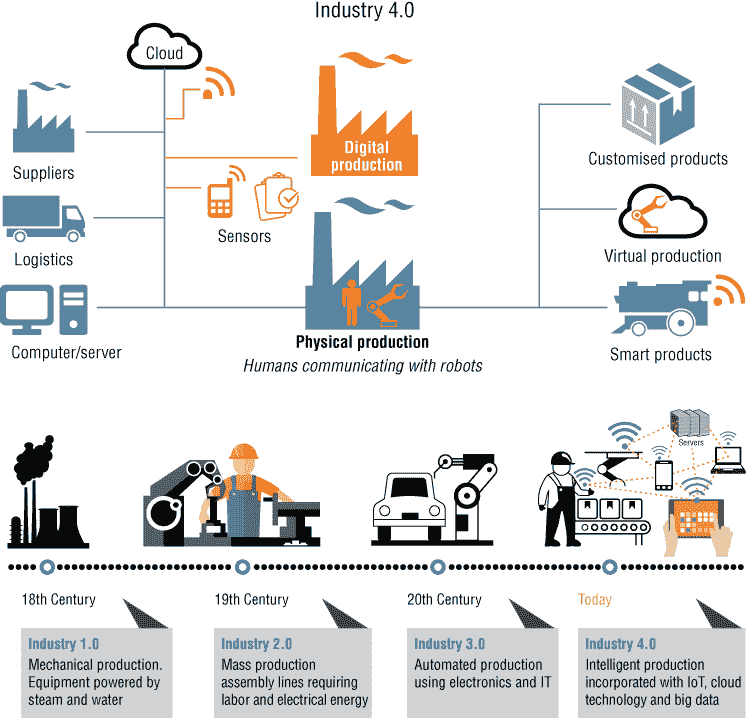 Industry 4.0
Cloud
Suppliers
Digital
production
Customised products
Sensors
Logistics
Virtual production
Computer/server
Physical production
Humans communicating with robots
Smart products
Servers
18th Century
19th Century
20th Century
Today
Industry 1.0
Mechanical production.
Equipment powered by
steam and water
Industry 2.0
Mass production
assembly lines requiring
labor and electrical energy
Industry 3.0
Automated production
using electronics and IT
Industry 4.0
Intelligent production
incorporated with IoT, cloud
technology and big data